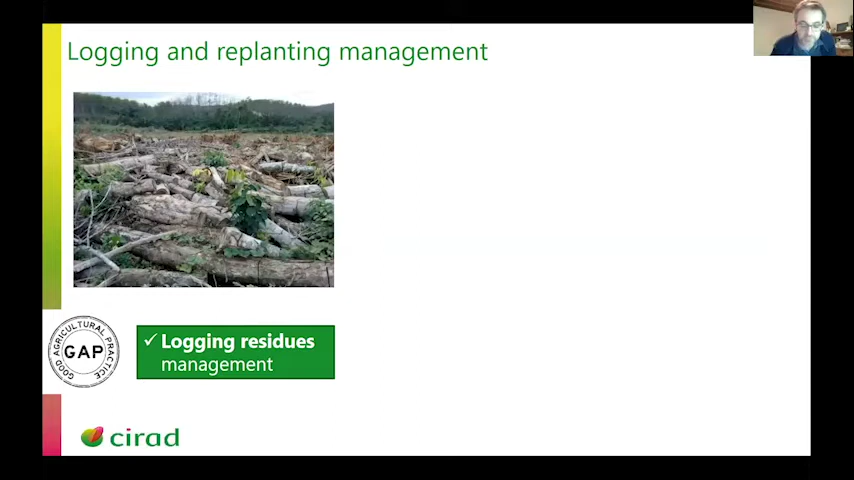 Logging and replanting management
GOOD AGRICULTURAL PRACTICE
GAP
✓ Logging residues
management
cirad